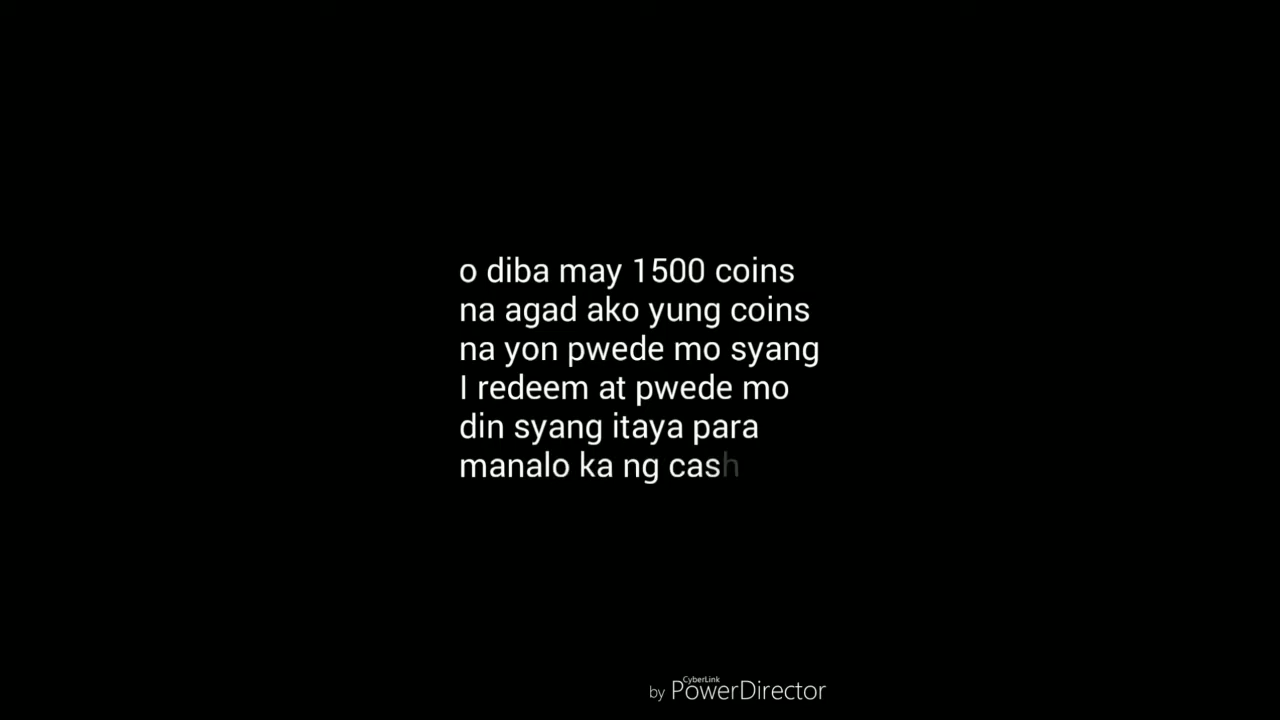 o diba may 1500 coins
na agad ako yung coins
na yon pwede mo syang
I redeem at pwede mo
din syang itaya para
manalo ka ng cash
CyberLink
by PowerDirector